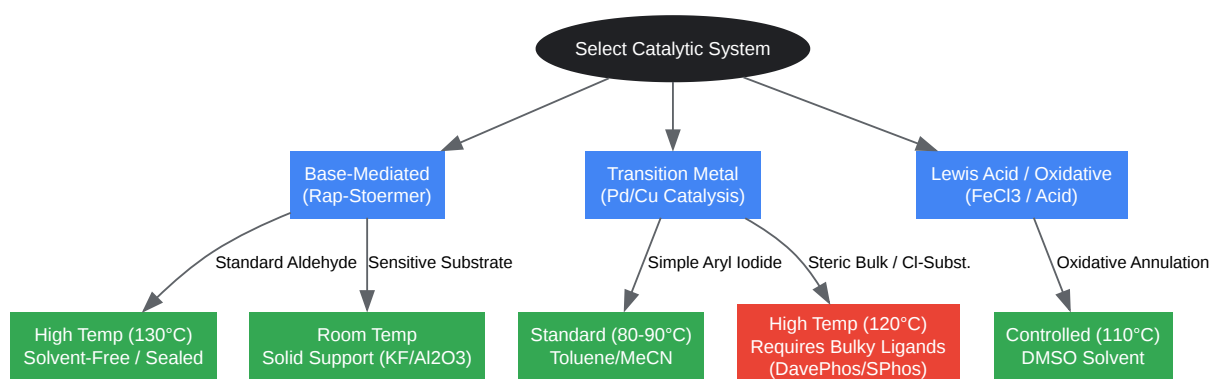 Select Catalytic System
Base-Mediated
(Rap-Stoermer)
Transition Metal
(Pd/Cu Catalysis)
Lewis Acid / Oxidative
(FeCl3 / Acid)
Standard Aldehyde
Sensitive Substrate
Simple Aryl Iodide
Steric Bulk / Cl-Subst.
Oxidative Annulation
High Temp (130°C)
Solvent-Free / Sealed
Room Temp
Solid Support (KF/Al2O3)
Standard (80-90°C)
Toluene/MeCN
High Temp (120°C)
Requires Bulky Ligands
(DavePhos/SPhos)
Controlled (110°C)
DMSO Solvent